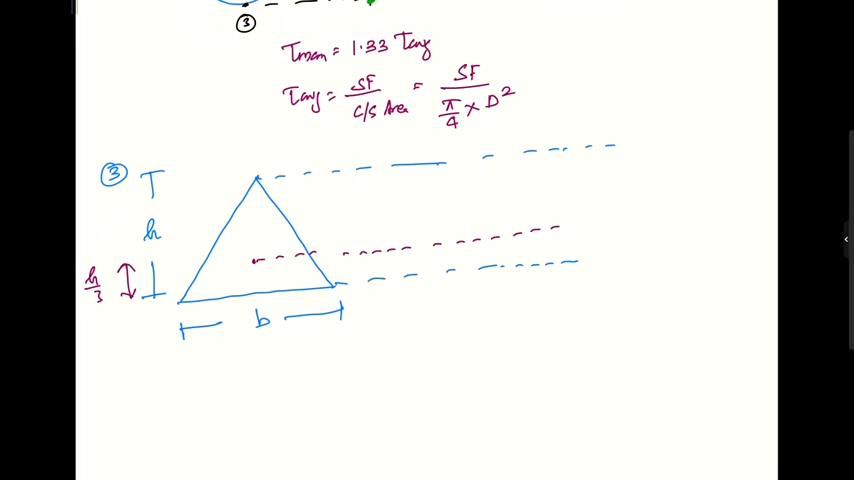 ③
τmax = 1.33 τavg
τavg = SF / C/S Area = SF / π/4 × D²
③
h
h/3
b